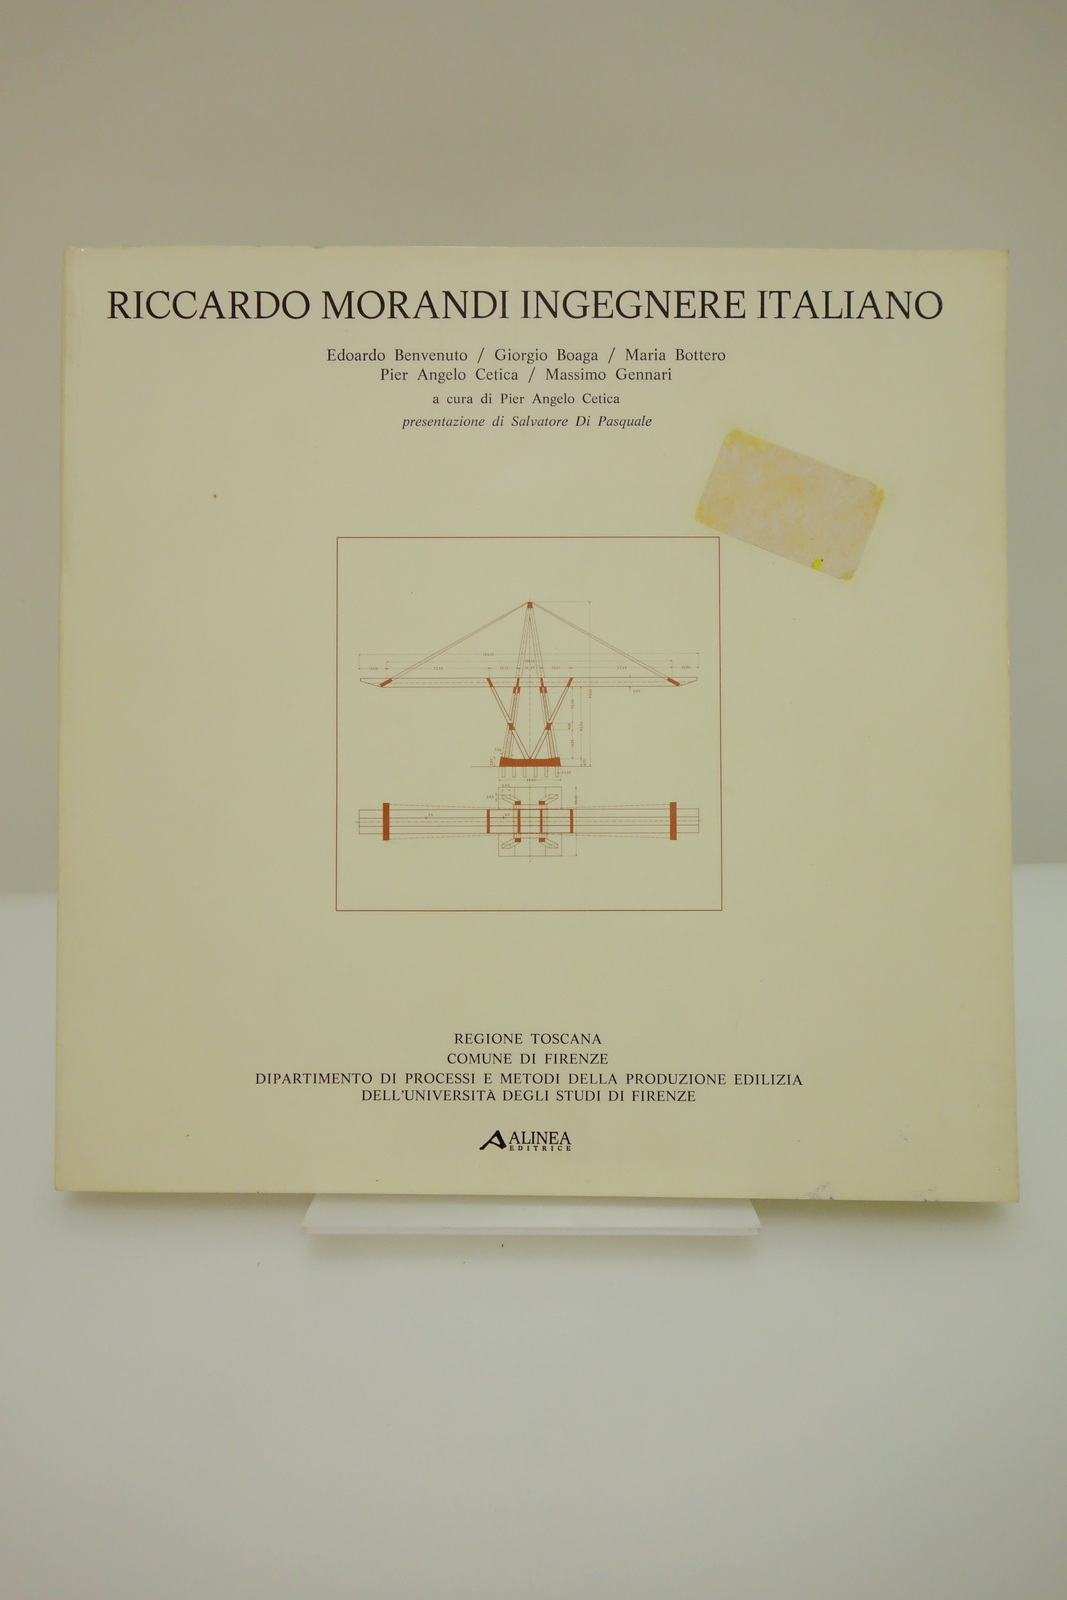 RICCARDO MORANDI INGEGNERE ITALIANO
Edoardo Benvenuto / Giorgio Boaga / Maria Bottero
Pier Angelo Cetica / Massimo Gennari
a cura di Pier Angelo Cetica
presentazione di Salvatore Di Pasquale
REGIONE TOSCANA
COMUNE DI FIRENZE
DIPARTIMENTO DI PROCESSI E METODI DELLA PRODUZIONE EDILIZIA
DELL'UNIVERSITÀ DEGLI STUDI DI FIRENZE
ALINEA
EDITRICE